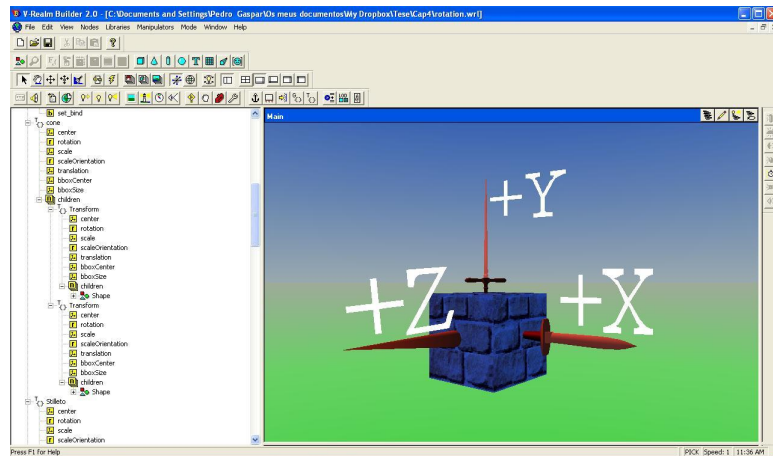 V-Realm Builder 2.0 - [C:\Documents and Settings\Pedro Gaspar\Os meus documentos\My Dropbox\Tese\Cap4\rotation.wrl]
File Edit View Nodes Libraries Manipulators Mode Window Help
set_bind
cone
center
rotation
scale
scaleOrientation
translation
bboxCenter
bboxSize
children
Transform
center
rotation
scale
scaleOrientation
translation
bboxCenter
bboxSize
children
Shape
Transform
center
rotation
scale
scaleOrientation
translation
bboxCenter
bboxSize
children
Shape
Stilleto
center
rotation
scale
scaleOrientation
Main
+Y
+Z
+X
Press F1 for Help
PICK Speed: 1 11:36 AM